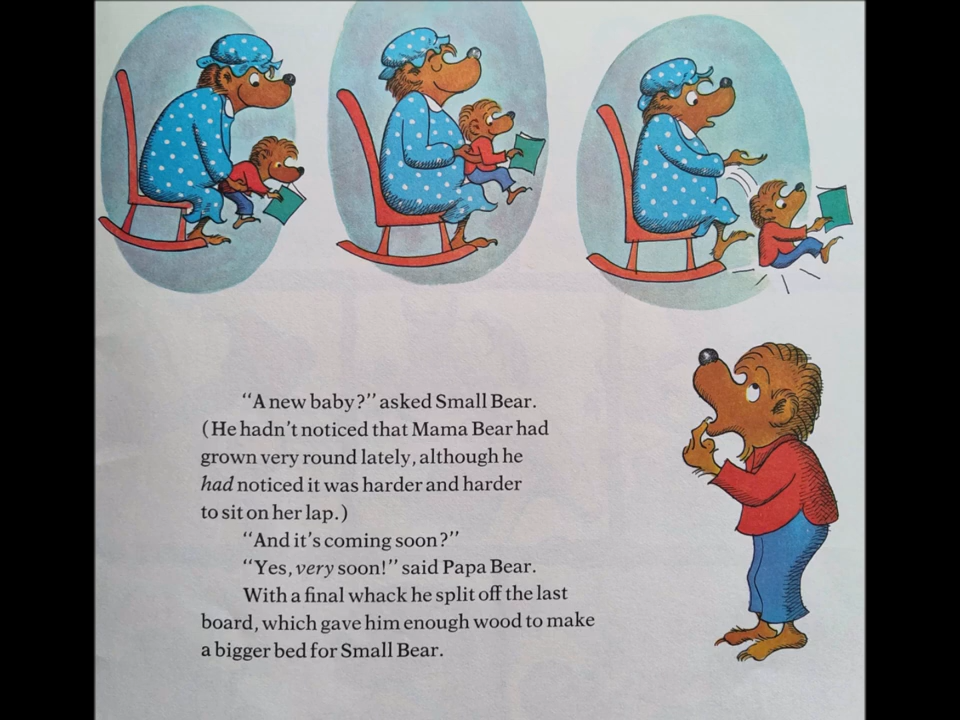 “A new baby?” asked Small Bear.
(He hadn’t noticed that Mama Bear had
grown very round lately, although he
had noticed it was harder and harder
to sit on her lap.)
“And it’s coming soon?”
“Yes, very soon!” said Papa Bear.
With a final whack he split off the last
board, which gave him enough wood to make
a bigger bed for Small Bear.